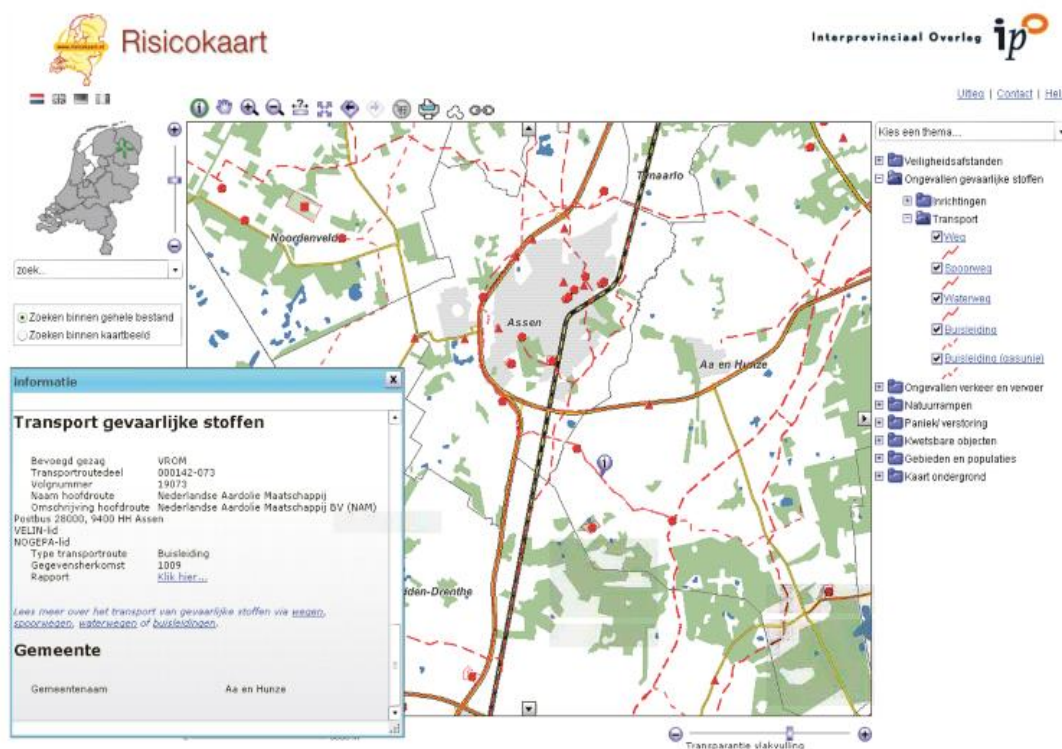 www.risicokaart.nl
Risicokaart
Interprovinciaal Overleg ipo
Uitleg | Contact | Hel
Kies een thema...
zoek...
Zoeken binnen gehele bestand
Zoeken binnen kaartbeeld
Tynaarlo
Noordenveld
Assen
Aa en Hunze
dden-Drenthe
Veiligheidsafstanden
Ongevallen gevaarlijke stoffen
Inrichtingen
Transport
Weg
Spoorweg
Waterweg
Buisleiding
Buisleiding (gasunie)
Ongevallen verkeer en vervoer
Natuurrampen
Paniek/verstoring
Kwetsbare objecten
Gebieden en populaties
Kaart ondergrond
Informatie
Transport gevaarlijke stoffen
Bevoegd gezag VROM
Transportroutedeel 000142-073
Volgnummer 19073
Naam hoofdroute Nederlandse Aardolie Maatschappij
Omschrijving hoofdroute Nederlandse Aardolie Maatschappij BV (NAM)
Postbus 28000, 9400 HH Assen
VELIN-lid
NOGEPA-lid
Type transportroute Buisleiding
Gegevensherkomst 1009
Rapport Klik hier...
Lees meer over het transport van gevaarlijke stoffen via wegen,
spoorwegen, waterwegen of buisleidingen.
Gemeente
Gemeentenaam Aa en Hunze
Transparantie vlakvulling